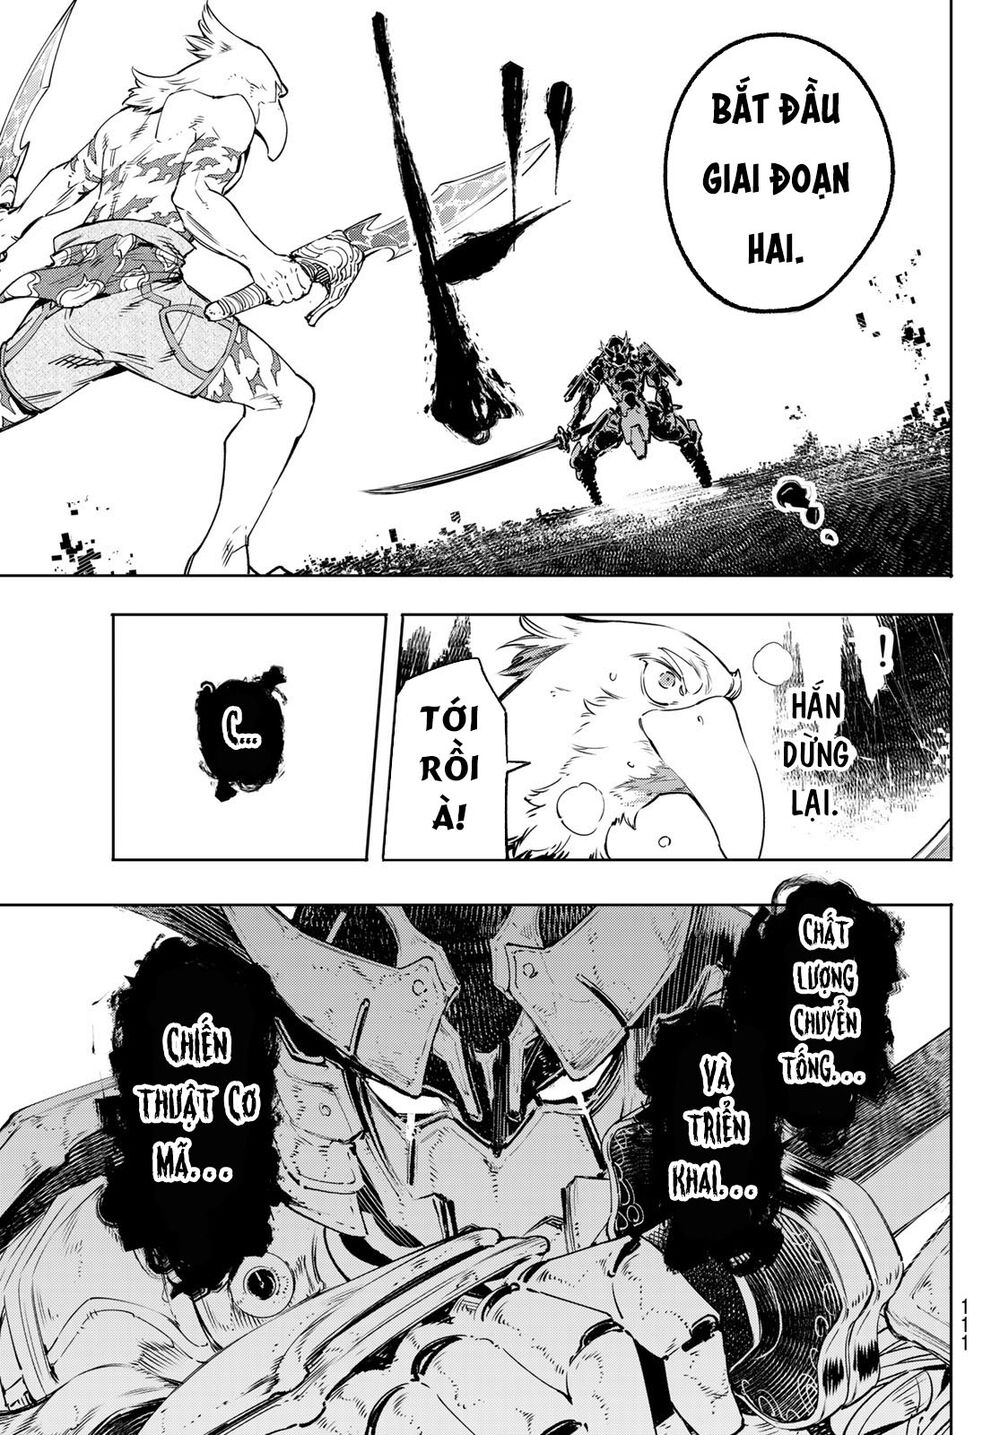 BẮT ĐẦU
GIAI ĐOẠN
HAI.
!
HẮN
DỪNG
LẠI.
TỚI
RỒI
À!
C...
CHẤT
LƯỢNG
CHUYỂN
TỐNG...
VÀ
TRIỂN
KHAI...
CHIẾN
THUẬT CƠ
MÃ...
111